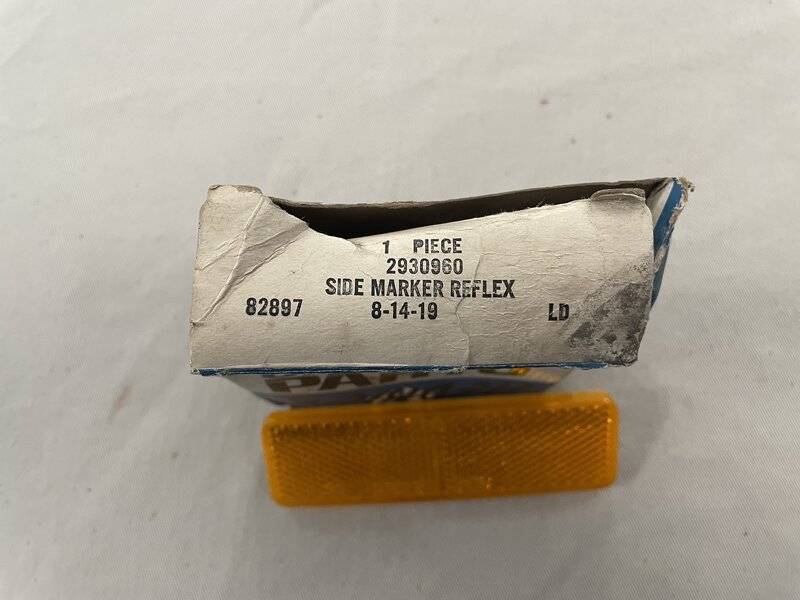 1 PIECE
2930960
SIDE MARKER REFLEX
82897 8-14-19 LD